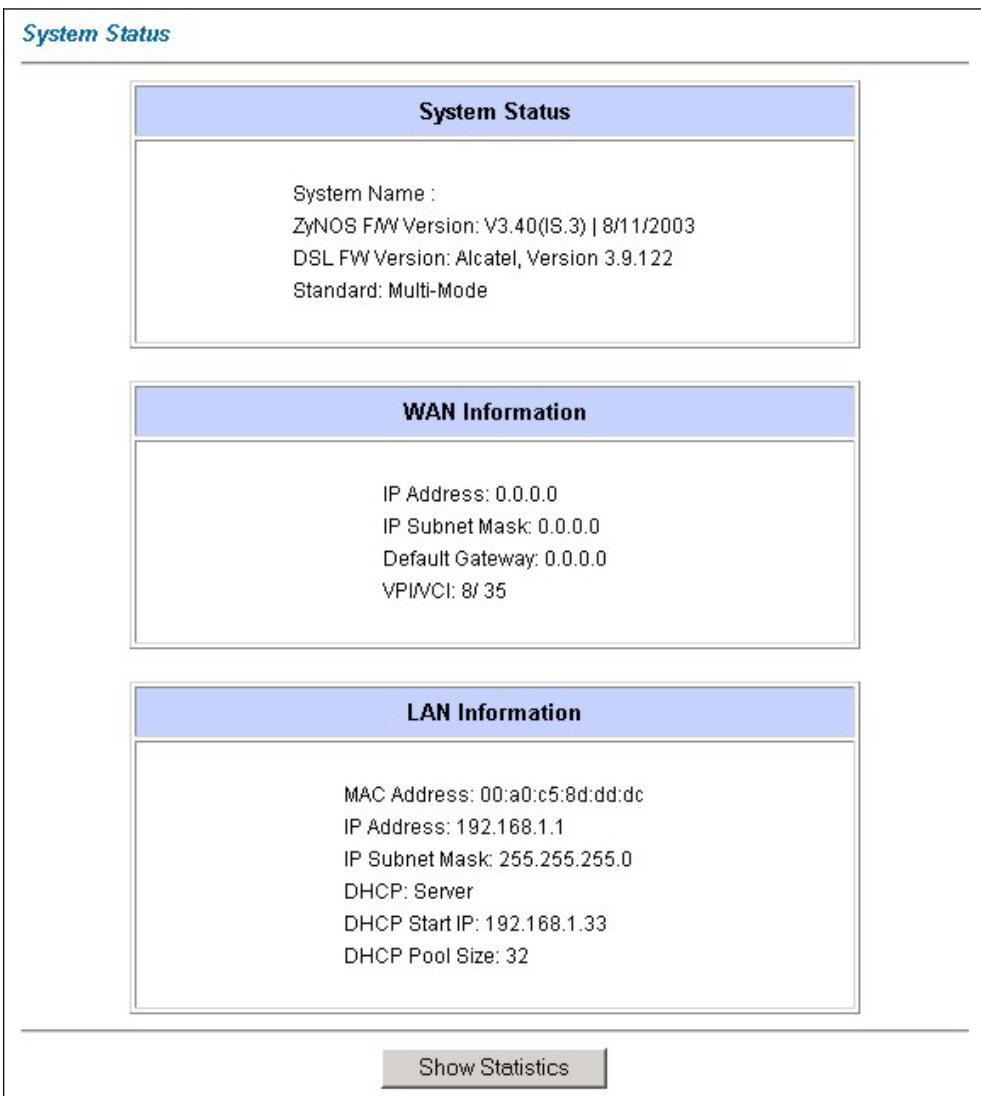 System Status
System Status
System Name :
ZyNOS F/W Version: V3.40(IS.3) | 8/11/2003
DSL FW Version: Alcatel, Version 3.9.122
Standard: Multi-Mode
WAN Information
IP Address: 0.0.0.0
IP Subnet Mask: 0.0.0.0
Default Gateway: 0.0.0.0
VPI/VCI: 8/ 35
LAN Information
MAC Address: 00:a0:c5:8d:dd:dc
IP Address: 192.168.1.1
IP Subnet Mask: 255.255.255.0
DHCP: Server
DHCP Start IP: 192.168.1.33
DHCP Pool Size: 32
Show Statistics